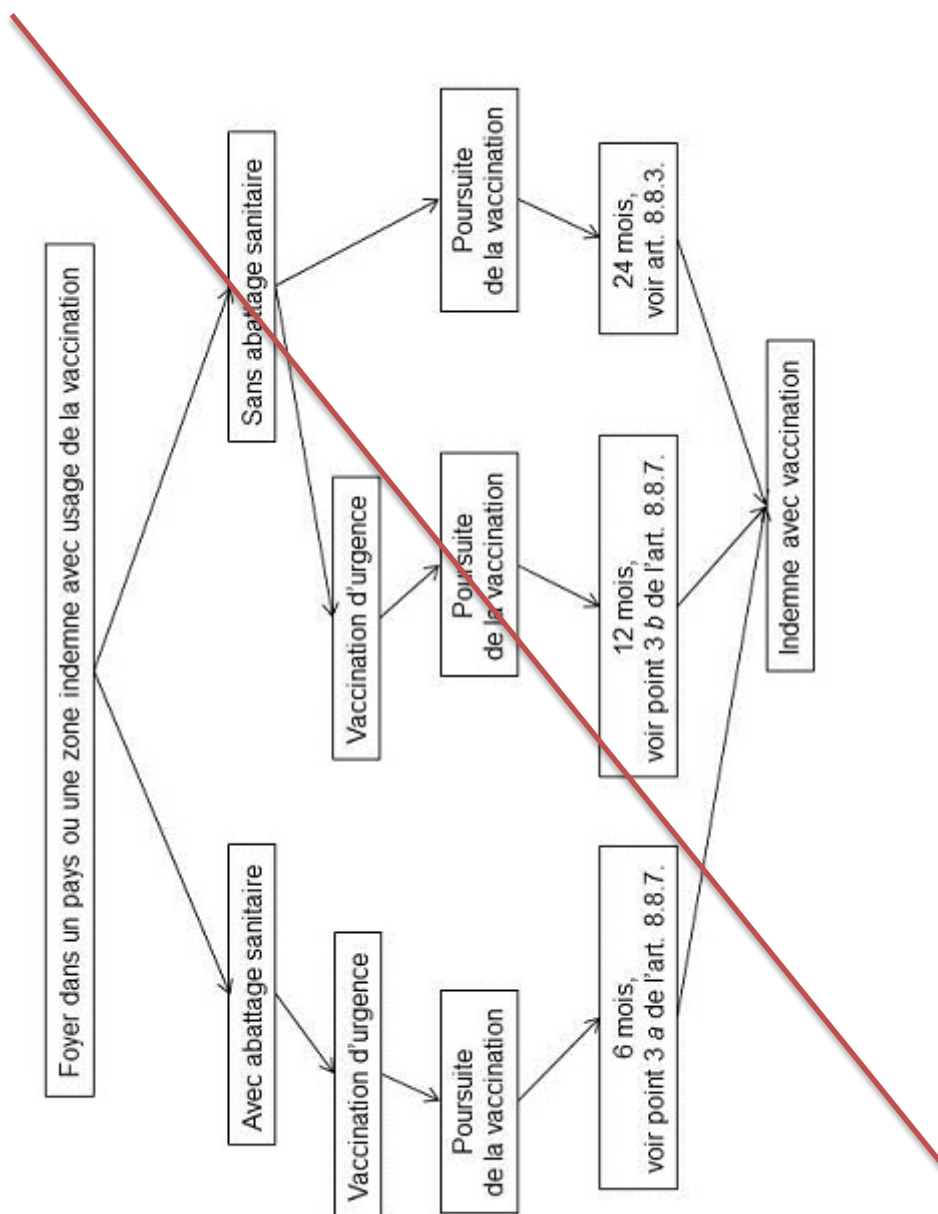 Foyer dans un pays ou une zone indemne avec usage de la vaccination
Avec abattage sanitaire
Sans abattage sanitaire
Vaccination d'urgence
Vaccination d'urgence
Poursuite
de la vaccination
Poursuite
de la vaccination
Poursuite
de la vaccination
6 mois,
voir point 3 a de l'art. 8.8.7.
12 mois,
voir point 3 b de l'art. 8.8.7.
24 mois,
voir art. 8.8.3.
Indemne avec vaccination